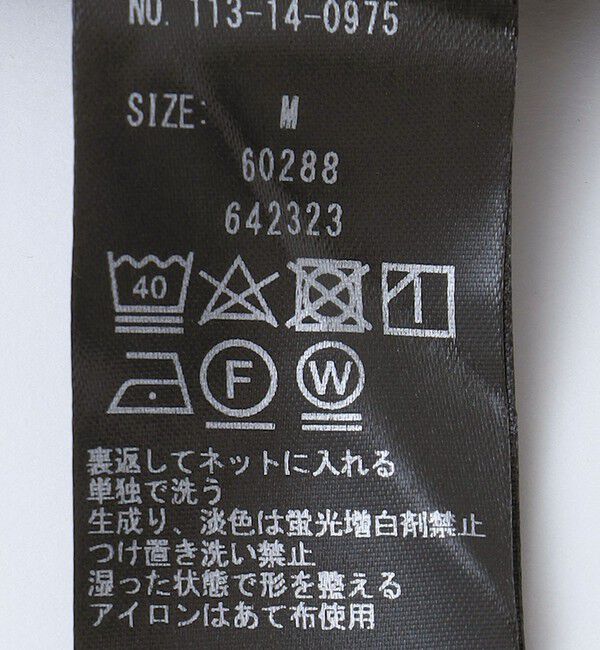 NO. 113-14-0975
SIZE: M
60288
642323
40
F W
裏返してネットに入れる
単独で洗う
生成り、淡色は蛍光増白剤禁止
つけ置き洗い禁止
湿った状態で形を整える
アイロンはあて布使用